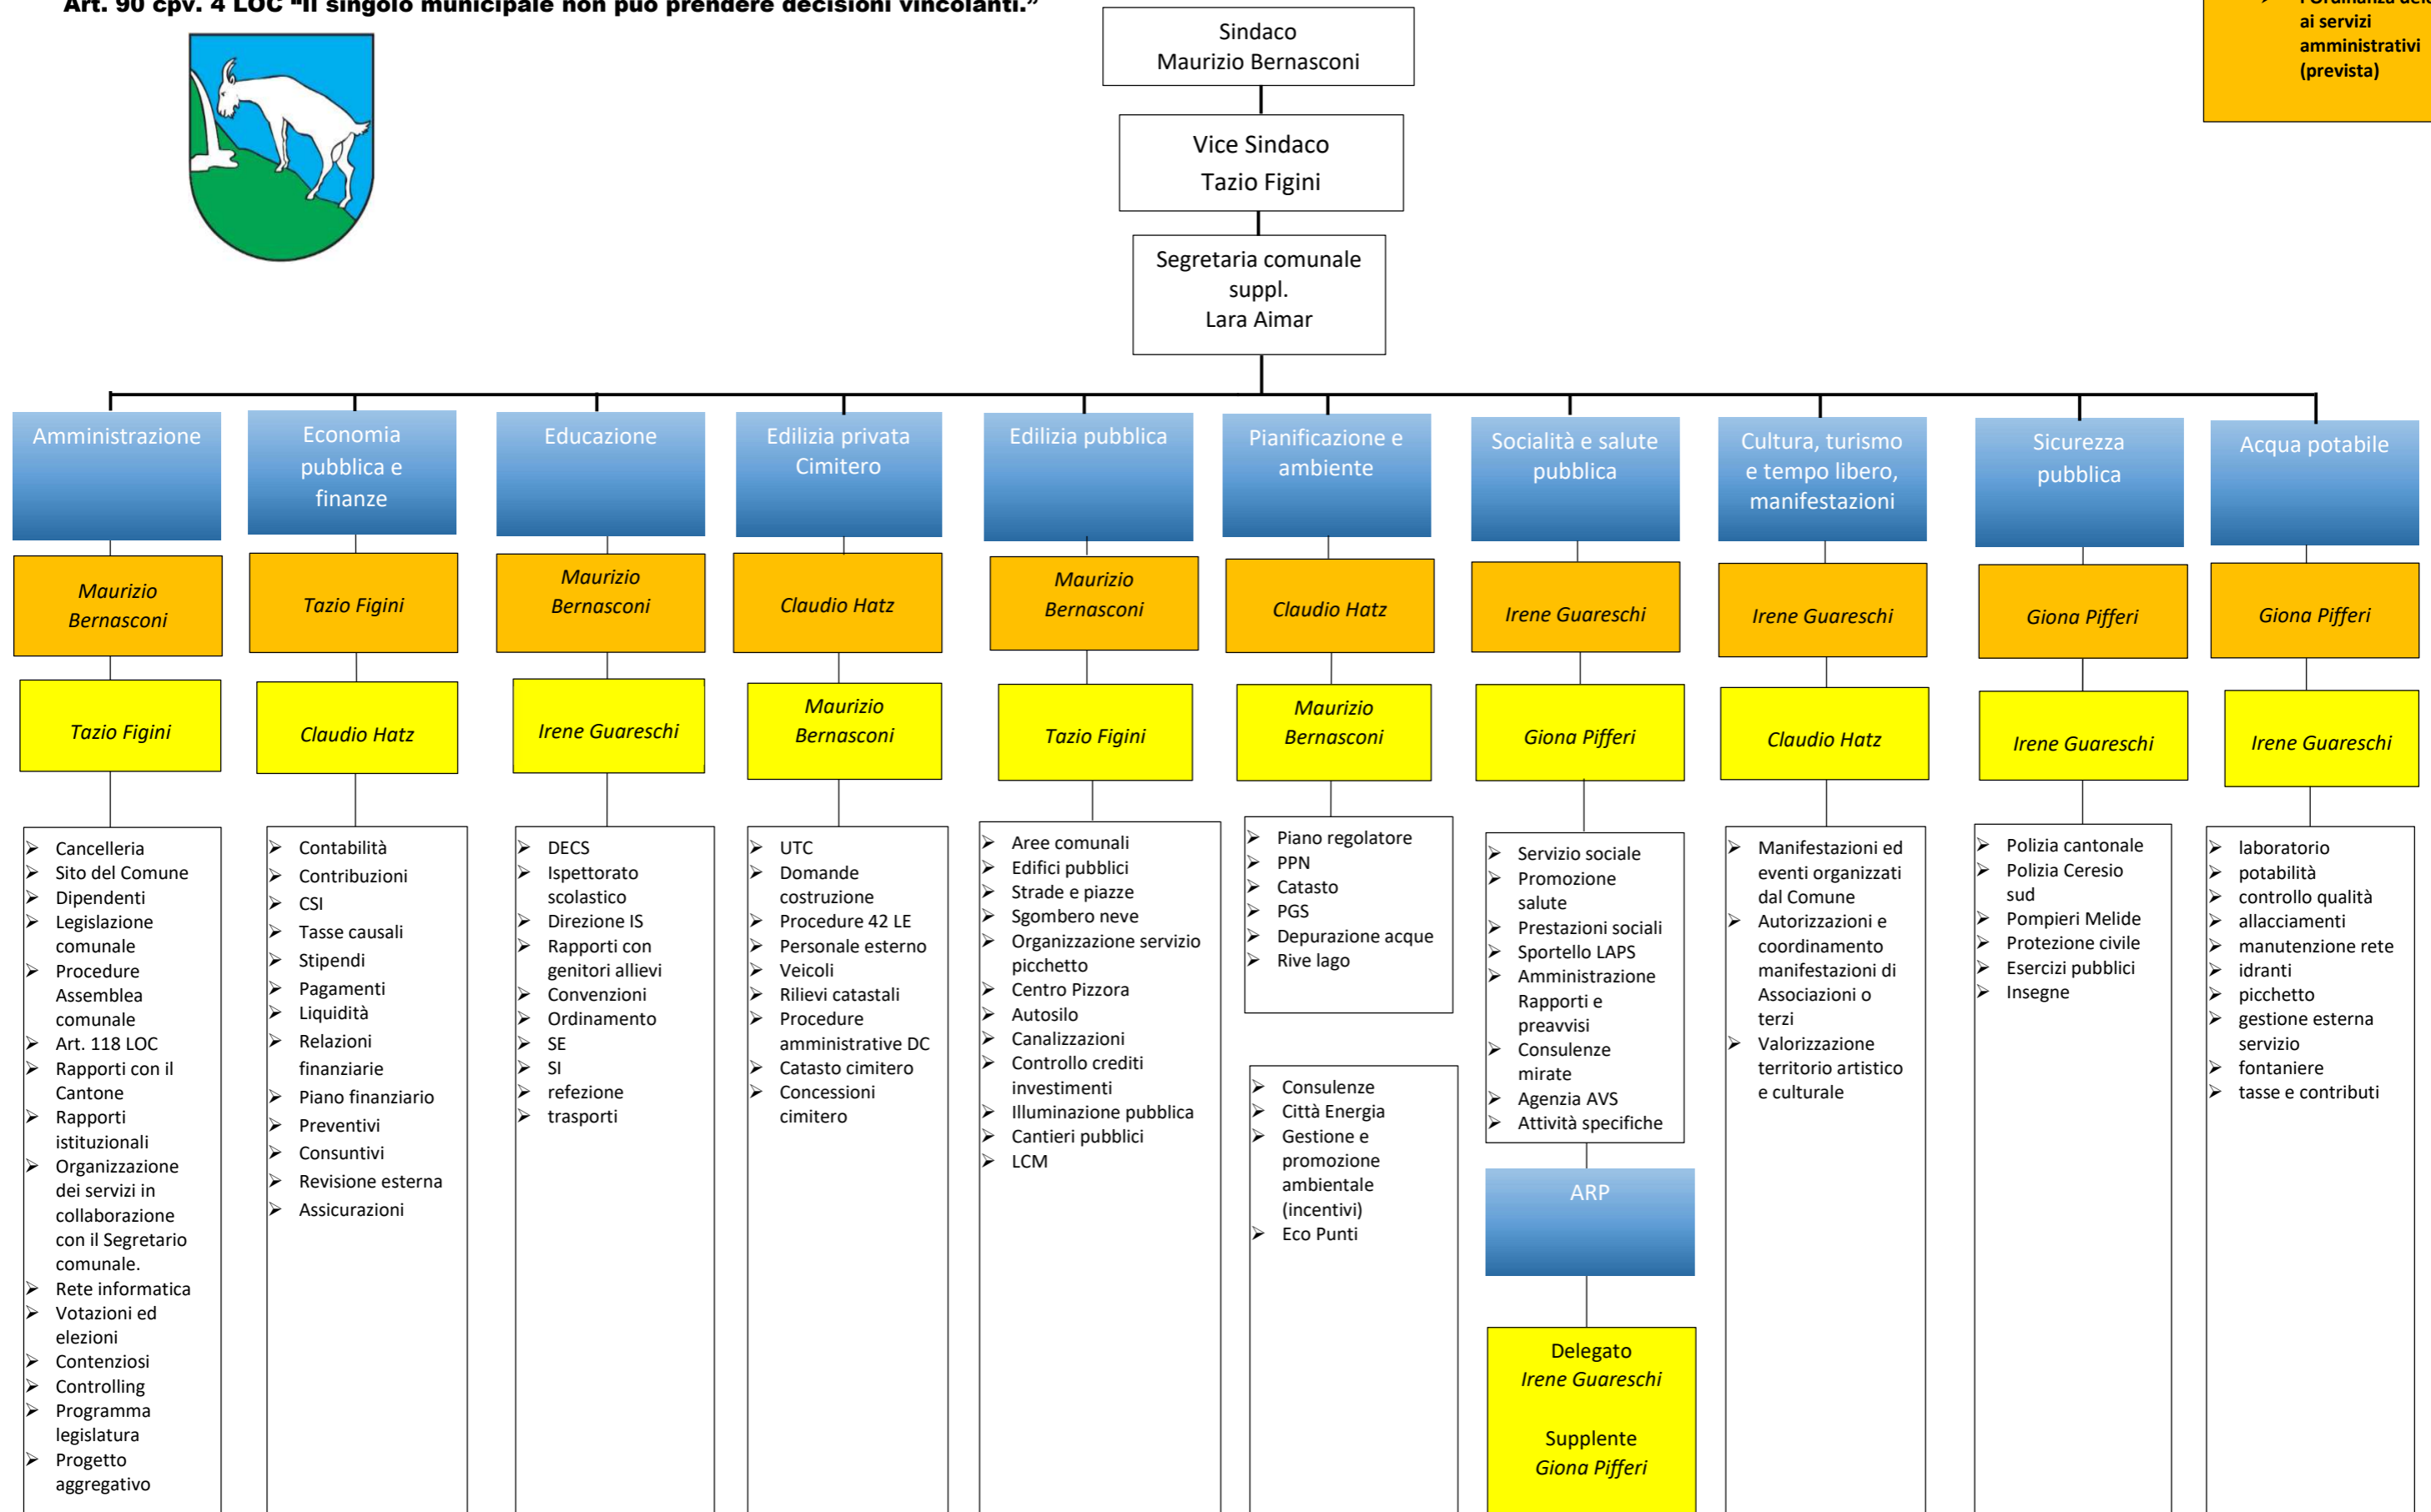 Art. 90 cpv. 4 LOC “Il singolo municipale non può prendere decisioni vincolanti.”
ai servizi
amministrativi
(prevista)
Sindaco
Maurizio Bernasconi
Vice Sindaco
Tazio Figini
Segretaria comunale
suppl.
Lara Aimar
Amministrazione
Maurizio
Bernasconi
Tazio Figini
➢ Cancelleria
➢ Sito del Comune
➢ Dipendenti
➢ Legislazione
comunale
➢ Procedure
Assemblea
comunale
➢ Art. 118 LOC
➢ Rapporti con il
Cantone
➢ Rapporti
istituzionali
➢ Organizzazione
dei servizi in
collaborazione
con il Segretario
comunale.
➢ Rete informatica
➢ Votazioni ed
elezioni
➢ Contenziosi
➢ Controlling
➢ Programma
legislatura
➢ Progetto
aggregativo
Economia
pubblica e
finanze
Tazio Figini
Claudio Hatz
➢ Contabilità
➢ Contribuzioni
➢ CSI
➢ Tasse causali
➢ Stipendi
➢ Pagamenti
➢ Liquidità
➢ Relazioni
finanziarie
➢ Piano finanziario
➢ Preventivi
➢ Consuntivi
➢ Revisione esterna
➢ Assicurazioni
Educazione
Maurizio
Bernasconi
Irene Guareschi
➢ DECS
➢ Ispettorato
scolastico
➢ Direzione IS
➢ Rapporti con
genitori allievi
➢ Convenzioni
➢ Ordinamento
➢ SE
➢ SI
➢ refezione
➢ trasporti
Edilizia privata
Cimitero
Claudio Hatz
Maurizio
Bernasconi
➢ UTC
➢ Domande
costruzione
➢ Procedure 42 LE
➢ Personale esterno
➢ Veicoli
➢ Rilievi catastali
➢ Procedure
amministrative DC
➢ Catasto cimitero
➢ Concessioni
cimitero
Edilizia pubblica
Maurizio
Bernasconi
Tazio Figini
➢ Aree comunali
➢ Edifici pubblici
➢ Strade e piazze
➢ Sgombero neve
➢ Organizzazione servizio
picchetto
➢ Centro Pizzora
➢ Autosilo
➢ Canalizzazioni
➢ Controllo crediti
investimenti
➢ Illuminazione pubblica
➢ Cantieri pubblici
➢ LCM
Pianificazione e
ambiente
Claudio Hatz
Maurizio
Bernasconi
➢ Piano regolatore
➢ PPN
➢ Catasto
➢ PGS
➢ Depurazione acque
➢ Rive lago
➢ Consulenze
➢ Città Energia
➢ Gestione e
promozione
ambientale
(incentivi)
➢ Eco Punti
Socialità e salute
pubblica
Irene Guareschi
Giona Pifferi
➢ Servizio sociale
➢ Promozione
salute
➢ Prestazioni sociali
➢ Sportello LAPS
➢ Amministrazione
Rapporti e
preavvisi
➢ Consulenze
mirate
➢ Agenzia AVS
➢ Attività specifiche
ARP
Delegato
Irene Guareschi
Supplente
Giona Pifferi
Cultura, turismo
e tempo libero,
manifestazioni
Irene Guareschi
Claudio Hatz
➢ Manifestazioni ed
eventi organizzati
dal Comune
➢ Autorizzazioni e
coordinamento
manifestazioni di
Associazioni o
terzi
➢ Valorizzazione
territorio artistico
e culturale
Sicurezza
pubblica
Giona Pifferi
Irene Guareschi
➢ Polizia cantonale
➢ Polizia Ceresio
sud
➢ Pompieri Melide
➢ Protezione civile
➢ Esercizi pubblici
➢ Insegne
Acqua potabile
Giona Pifferi
Irene Guareschi
➢ laboratorio
➢ potabilità
➢ controllo qualità
➢ allacciamenti
➢ manutenzione rete
➢ idranti
➢ picchetto
➢ gestione esterna
servizio
➢ fontaniere
➢ tasse e contributi